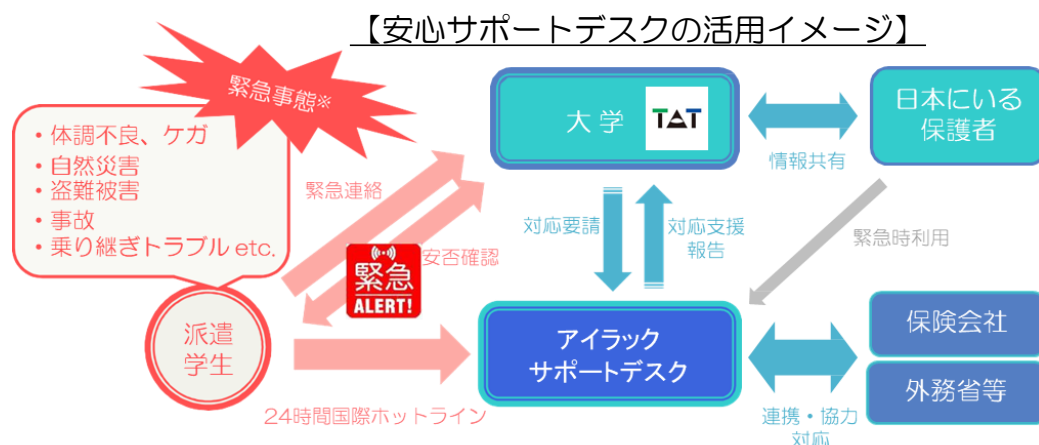 【安心サポートデスクの活用イメージ】
緊急事態※
・体調不良、ケガ
・自然災害
・盗難被害
・事故
・乗り継ぎトラブル etc.
派遣
学生
緊急連絡
安否確認
緊急
ALERT!
24時間国際ホットライン
大学
TAT
情報共有
日本にいる
保護者
対応要請
対応支援
報告
緊急時利用
アイラック
サポートデスク
連携・協力
対応
保険会社
外務省等